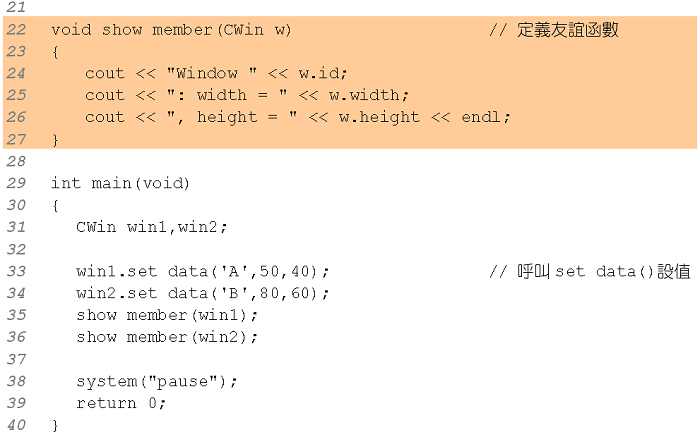 21
22 void show member(CWin w) // 定義友誼函數
23 {
24 cout << "Window " << w.id;
25 cout << ": width = " << w.width;
26 cout << ", height = " << w.height << endl;
27 }
28
29 int main(void)
30 {
31 CWin win1,win2;
32
33 win1.set data('A',50,40); // 呼叫set data()設值
34 win2.set data('B',80,60);
35 show member(win1);
36 show member(win2);
37
38 system("pause");
39 return 0;
40 }